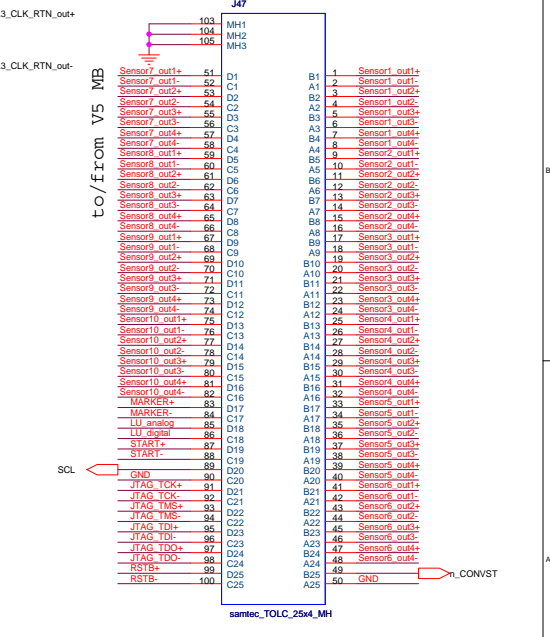 J47
3_CLK_RTN_out+
3_CLK_RTN_out-
to/from V5 MB
103 MH1
104 MH2
105 MH3
Sensor7_out1+ 51 D1 B1 1 Sensor1_out1+
Sensor7_out1- 52 C1 A1 2 Sensor1_out1-
Sensor7_out2+ 53 D2 B2 3 Sensor1_out2+
Sensor7_out2- 54 C2 A2 4 Sensor1_out2-
Sensor7_out3+ 55 D3 B3 5 Sensor1_out3+
Sensor7_out3- 56 C3 A3 6 Sensor1_out3-
Sensor7_out4+ 57 D4 B4 7 Sensor1_out4+
Sensor7_out4- 58 C4 A4 8 Sensor1_out4-
Sensor8_out1+ 59 D5 B5 9 Sensor2_out1+
Sensor8_out1- 60 C5 A5 10 Sensor2_out1-
Sensor8_out2+ 61 D6 B6 11 Sensor2_out2+
Sensor8_out2- 62 C6 A6 12 Sensor2_out2-
Sensor8_out3+ 63 D7 B7 13 Sensor2_out3+
Sensor8_out3- 64 C7 A7 14 Sensor2_out3-
Sensor8_out4+ 65 D8 B8 15 Sensor2_out4+
Sensor8_out4- 66 C8 A8 16 Sensor2_out4-
Sensor9_out1+ 67 D9 B9 17 Sensor3_out1+
Sensor9_out1- 68 C9 A9 18 Sensor3_out1-
Sensor9_out2+ 69 D10 B10 19 Sensor3_out2+
Sensor9_out2- 70 C10 A10 20 Sensor3_out2-
Sensor9_out3+ 71 D11 B11 21 Sensor3_out3+
Sensor9_out3- 72 C11 A11 22 Sensor3_out3-
Sensor9_out4+ 73 D12 B12 23 Sensor3_out4+
Sensor9_out4- 74 C12 A12 24 Sensor3_out4-
Sensor10_out1+ 75 D13 B13 25 Sensor4_out1+
Sensor10_out1- 76 C13 A13 26 Sensor4_out1-
Sensor10_out2+ 77 D14 B14 27 Sensor4_out2+
Sensor10_out2- 78 C14 A14 28 Sensor4_out2-
Sensor10_out3+ 79 D15 B15 29 Sensor4_out3+
Sensor10_out3- 80 C15 A15 30 Sensor4_out3-
Sensor10_out4+ 81 D16 B16 31 Sensor4_out4+
Sensor10_out4- 82 C16 A16 32 Sensor4_out4-
MARKER+ 83 D17 B17 33 Sensor5_out1+
MARKER- 84 C17 A17 34 Sensor5_out1-
LU_analog 85 D18 B18 35 Sensor5_out2+
LU_digital 86 C18 A18 36 Sensor5_out2-
START+ 87 D19 B19 37 Sensor5_out3+
START- 88 C19 A19 38 Sensor5_out3-
SCL 89 D20 B20 39 Sensor5_out4+
GND 90 C20 A20 40 Sensor5_out4-
JTAG_TCK+ 91 D21 B21 41 Sensor6_out1+
JTAG_TCK- 92 C21 A21 42 Sensor6_out1-
JTAG_TMS+ 93 D22 B22 43 Sensor6_out2+
JTAG_TMS- 94 C22 A22 44 Sensor6_out2-
JTAG_TDI+ 95 D23 B23 45 Sensor6_out3+
JTAG_TDI- 96 C23 A23 46 Sensor6_out3-
JTAG_TDO+ 97 D24 B24 47 Sensor6_out4+
JTAG_TDO- 98 C24 A24 48 Sensor6_out4-
RSTB+ 99 D25 B25 49 n_CONVST
RSTB- 100 C25 A25 50 GND
samtec_TOLC_25x4_MH
B
A